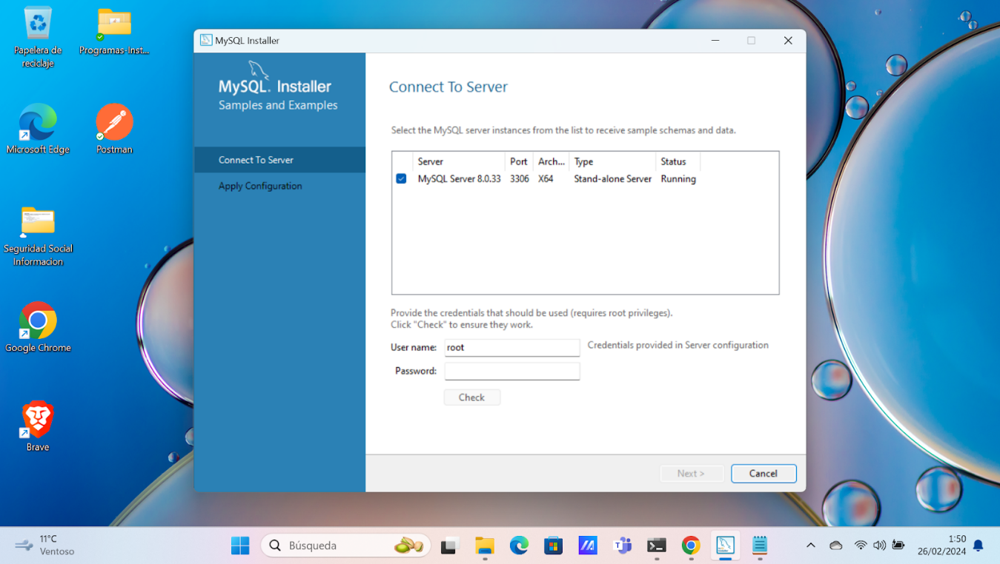 Papelera de
reciclaje
Programas-Inst...
Microsoft Edge
Postman
Seguridad Social
Informacion
Google Chrome
Brave
MySQL Installer
MySQL. Installer
Samples and Examples
Connect To Server
Apply Configuration
Connect To Server
Select the MySQL server instances from the list to receive sample schemas and data.
Server Port Arch... Type Status
MySQL Server 8.0.33 3306 X64 Stand-alone Server Running
Provide the credentials that should be used (requires root privileges).
Click "Check" to ensure they work.
User name: root Credentials provided in Server configuration
Password:
Check
Next > Cancel
11°C
Ventoso
Búsqueda
1:50
26/02/2024